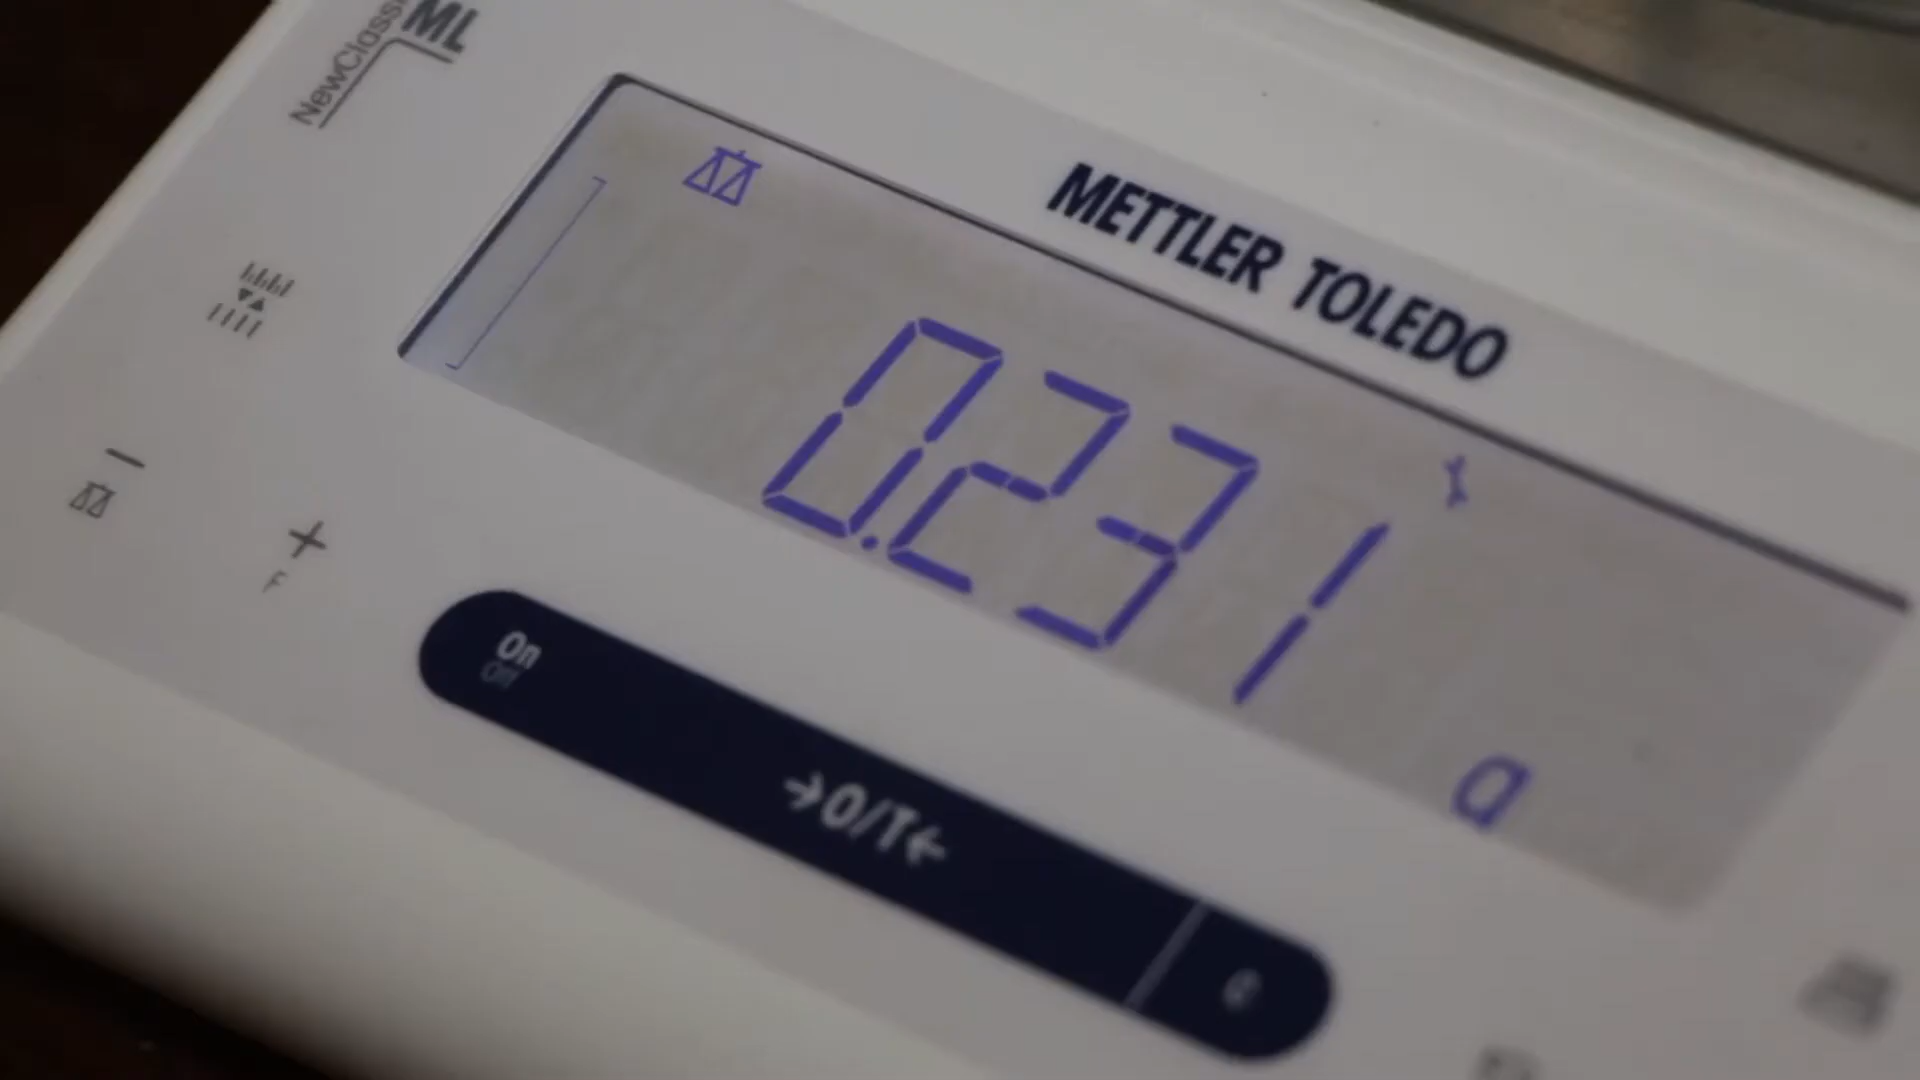 NewClassic ML
METTLER TOLEDO
0.231
g
F
On
Off
→0/T←